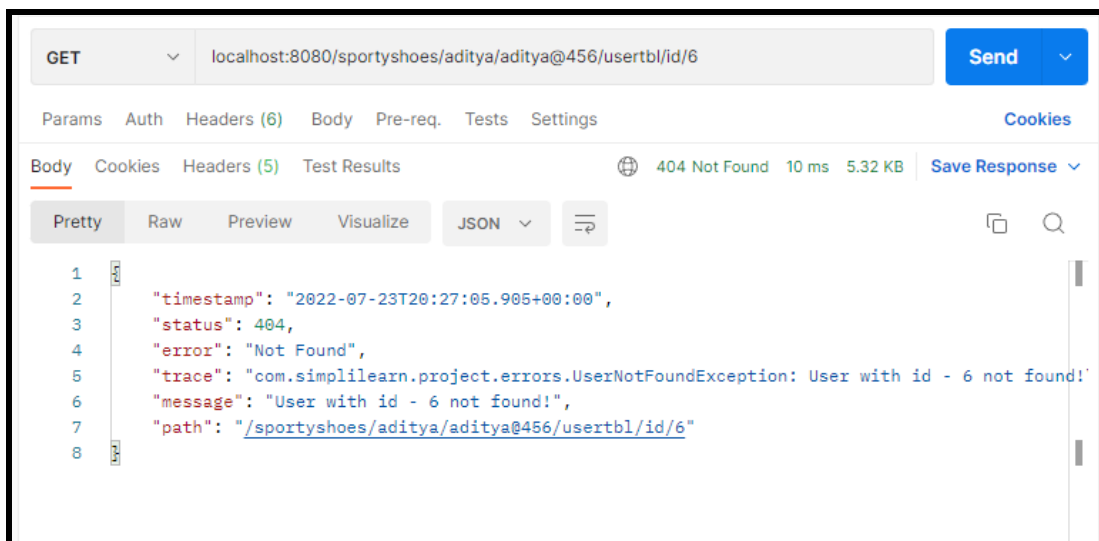 GET localhost:8080/sportyshoes/aditya/aditya@456/usertbl/id/6 Send
Params Auth Headers (6) Body Pre-req. Tests Settings Cookies
Body Cookies Headers (5) Test Results 404 Not Found 10 ms 5.32 KB Save Response
Pretty Raw Preview Visualize JSON
1 {
2 "timestamp": "2022-07-23T20:27:05.905+00:00",
3 "status": 404,
4 "error": "Not Found",
5 "trace": "com.simplilearn.project.errors.UserNotFoundException: User with id - 6 not found!
6 "message": "User with id - 6 not found!",
7 "path": "/sportyshoes/aditya/aditya@456/usertbl/id/6"
8 }